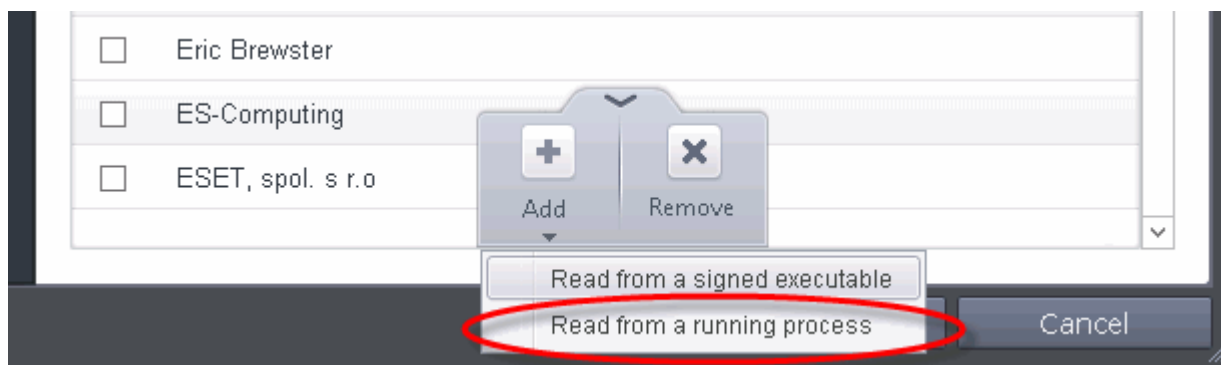 Eric Brewster
ES-Computing
ESET, spol. s r.o
Add
Remove
Read from a signed executable
Read from a running process
Cancel